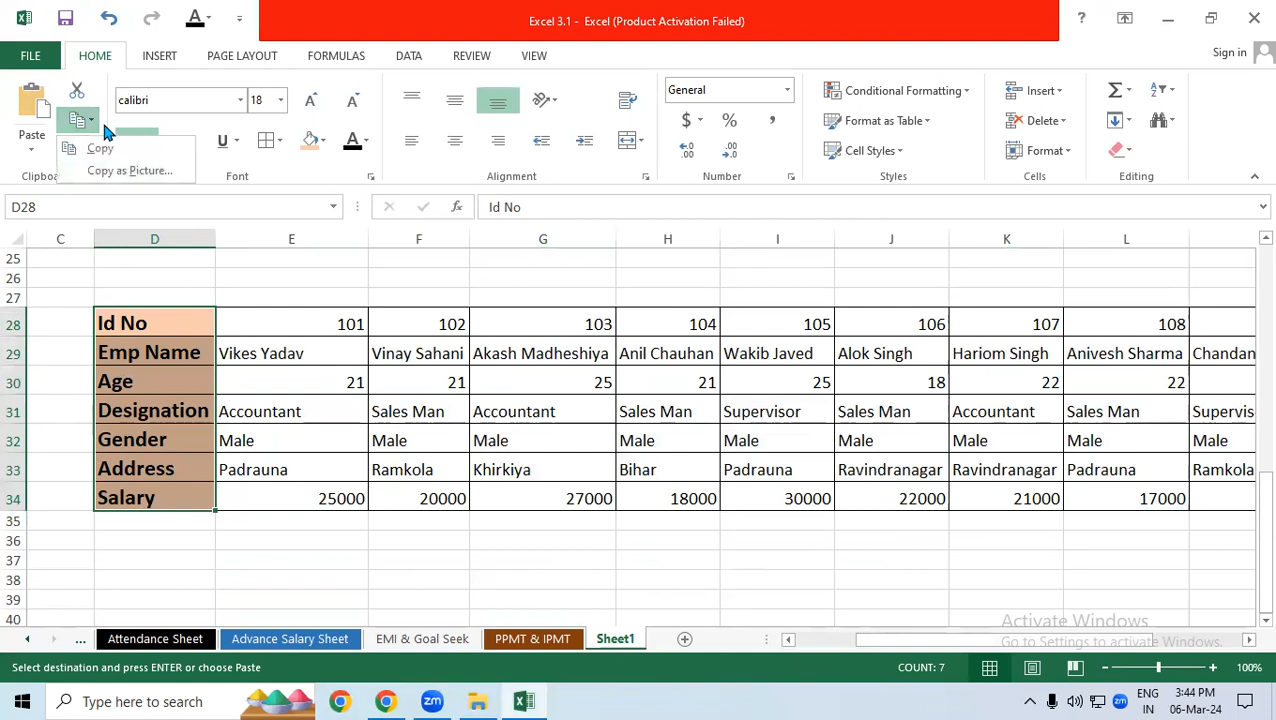 Excel 3.1 - Excel (Product Activation Failed)
Sign in
FILE HOME INSERT PAGE LAYOUT FORMULAS DATA REVIEW VIEW
calibri 18 General Conditional Formatting Insert
Format as Table Delete
Paste Cell Styles Format
Copy
Copy as Picture...
Font Alignment Number Styles Cells Editing
D28 Id No
C D E F G H I J K L
25
26
27
28 Id No 101 102 103 104 105 106 107 108
29 Emp Name Vikes Yadav Vinay Sahani Akash Madheshiya Anil Chauhan Wakib Javed Alok Singh Hariom Singh Anivesh Sharma Chandan
30 Age 21 21 25 21 25 18 22 22
31 Designation Accountant Sales Man Accountant Sales Man Supervisor Sales Man Accountant Sales Man Supervis
32 Gender Male Male Male Male Male Male Male Male Male
33 Address Padrauna Ramkola Khirkiya Bihar Padrauna Ravindranagar Ravindranagar Padrauna Ramkola
34 Salary 25000 20000 27000 18000 30000 22000 21000 17000
35
36
37
38
39
40
Activate Windows
Go to Settings to activate Windows.
... Attendance Sheet Advance Salary Sheet EMI & Goal Seek PPMT & IPMT Sheet1
Select destination and press ENTER or choose Paste COUNT: 7 100%
Type here to search ENG 3:44 PM
IN 06-Mar-24